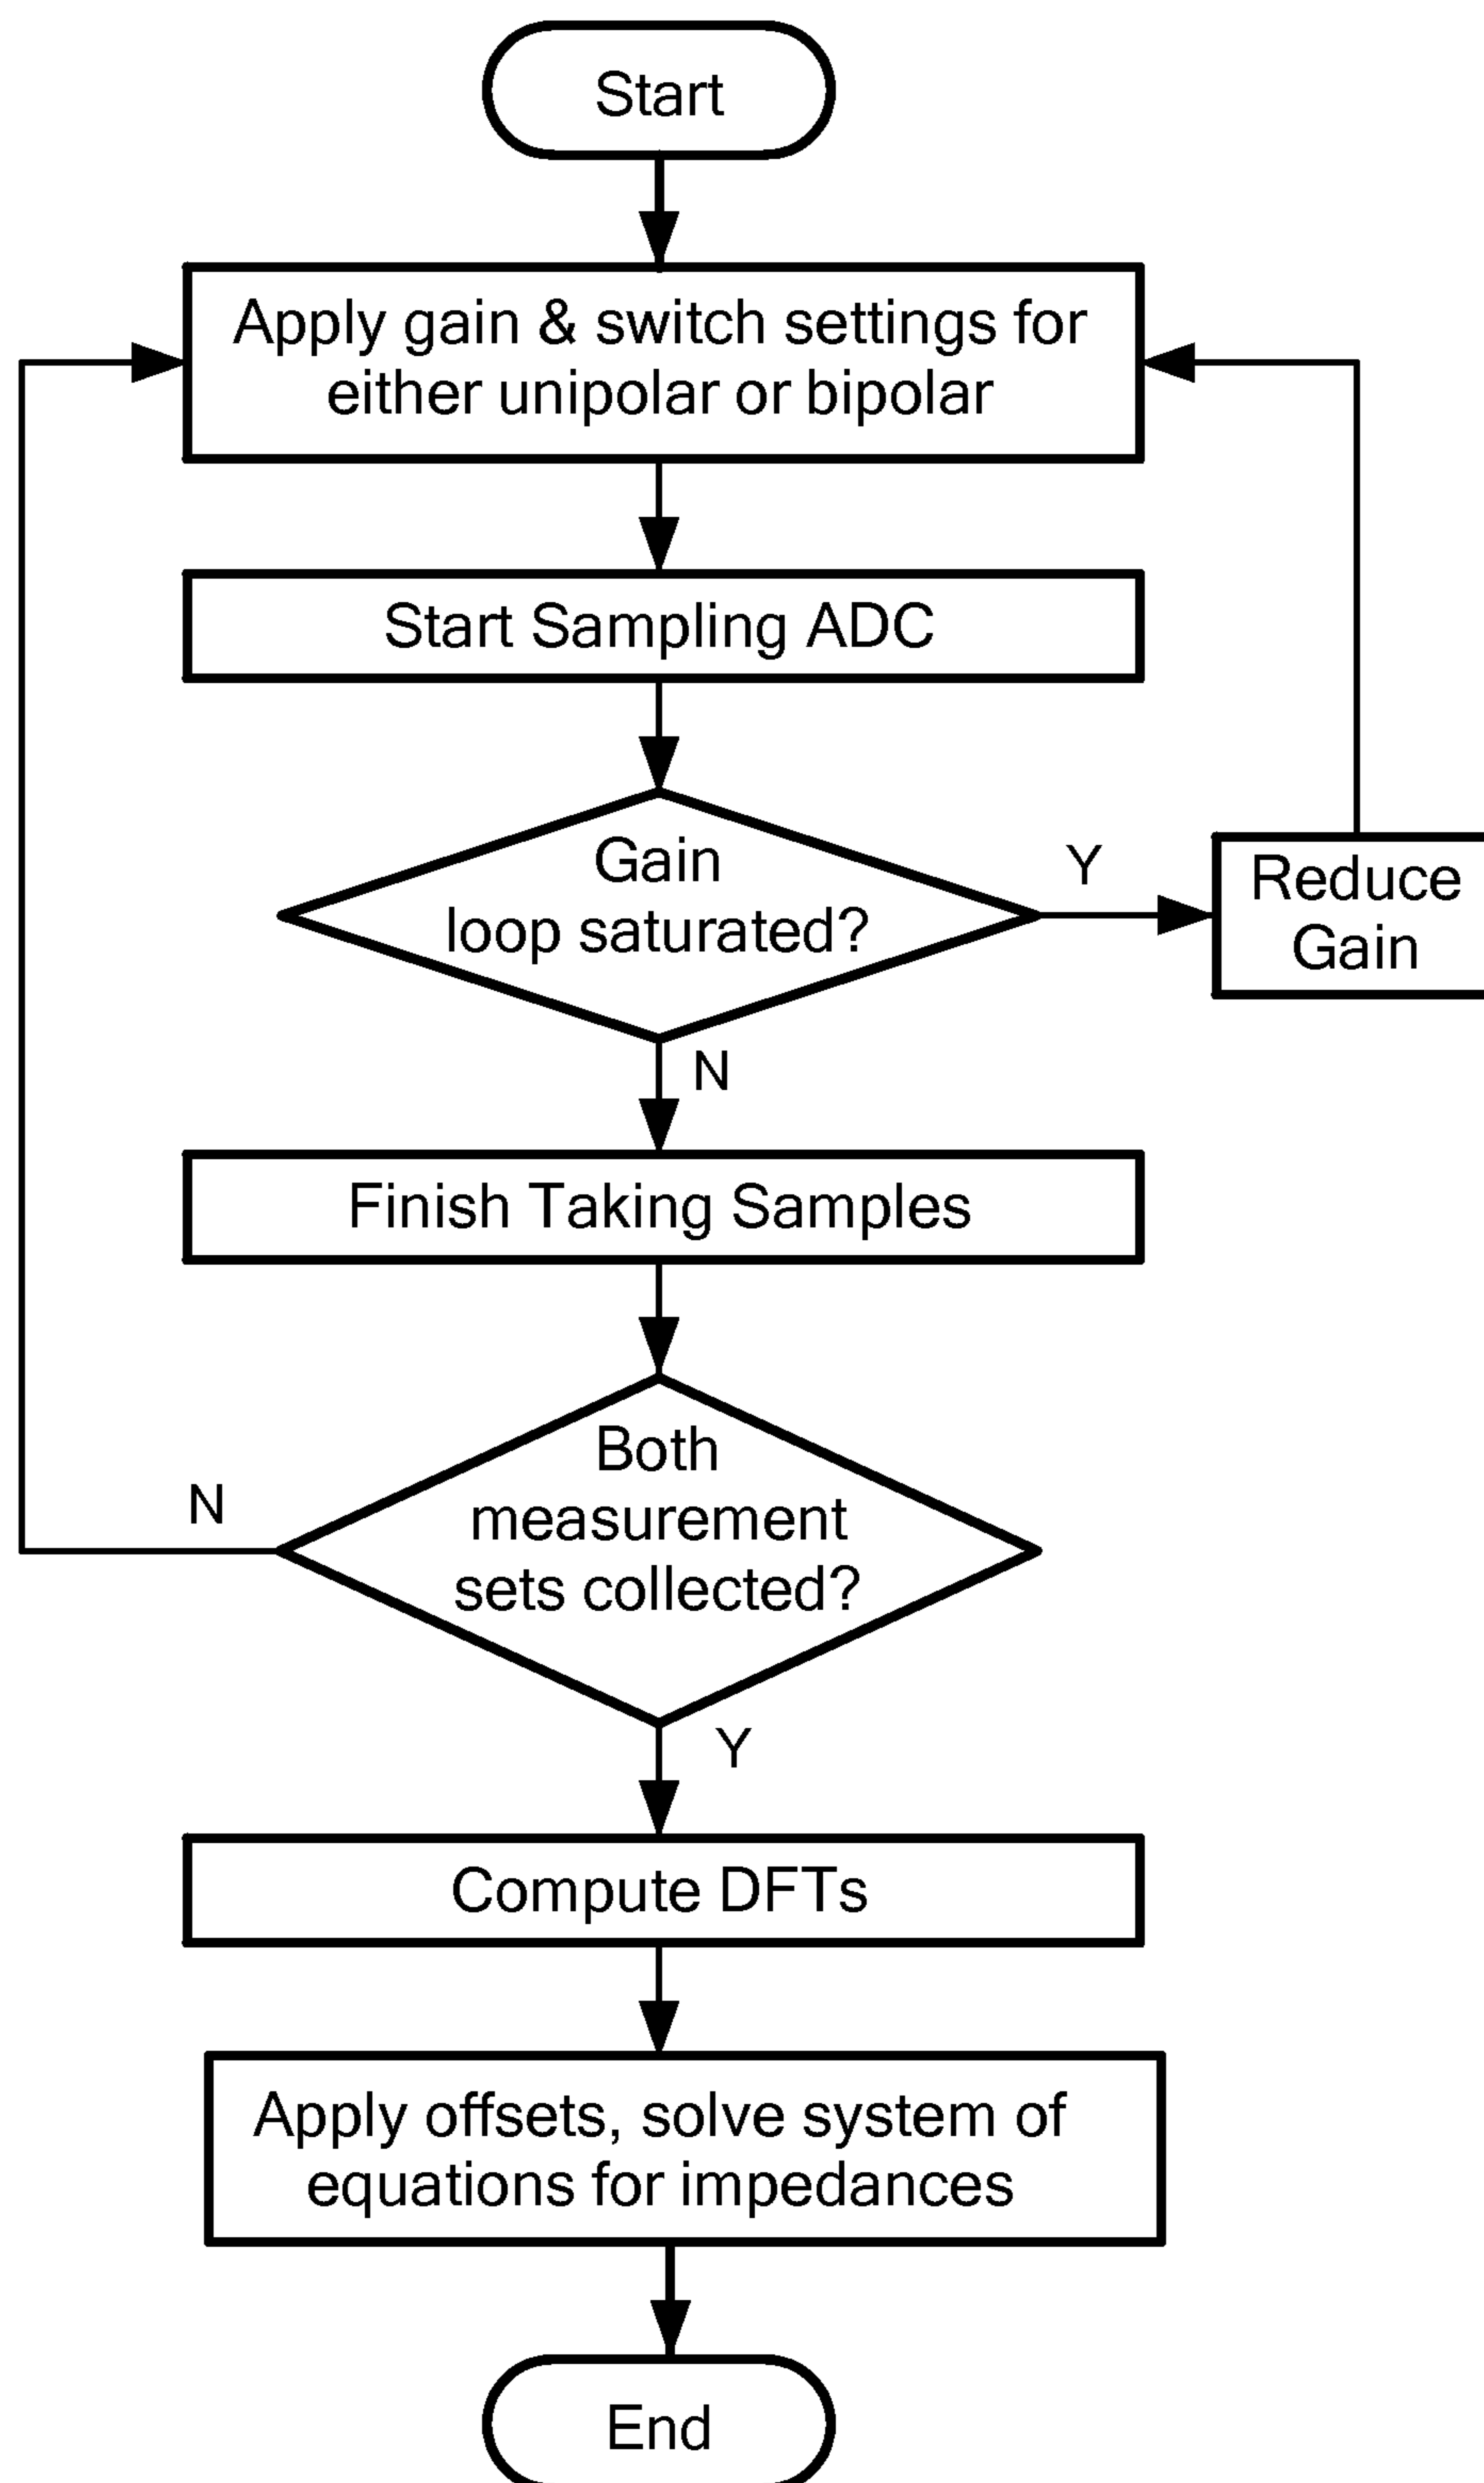 Start
Apply gain & switch settings for
either unipolar or bipolar
Start Sampling ADC
Gain
loop saturated?
Y
Reduce
Gain
N
Finish Taking Samples
Both
measurement
sets collected?
N
Y
Compute DFTs
Apply offsets, solve system of
equations for impedances
End